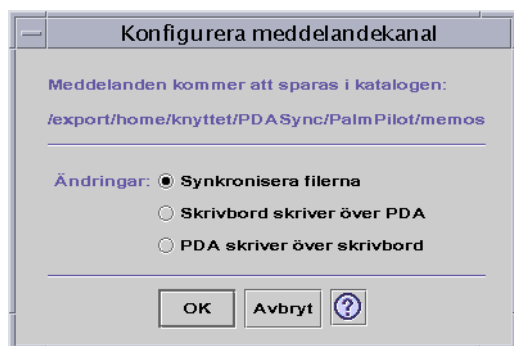 Konfigurera meddelandekanal
Meddelanden kommer att sparas i katalogen:
/export/home/knyttet/PDASync/PalmPilot/memos
Ändringar: Synkronisera filerna
Skrivbord skriver över PDA
PDA skriver över skrivbord
OK Avbryt ?